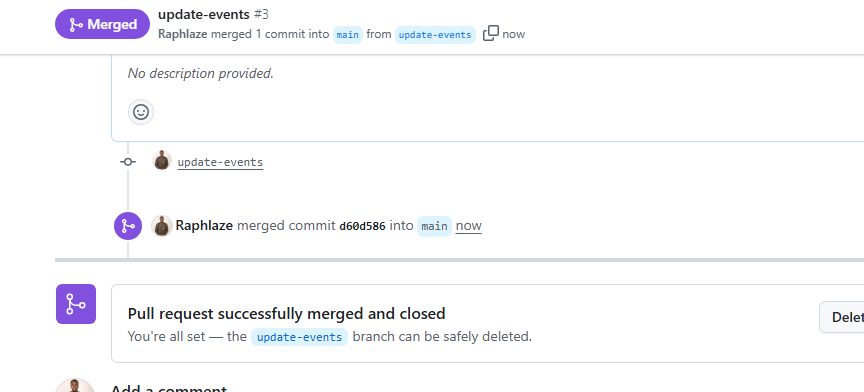 Merged
update-events #3
Raphlaze merged 1 commit into main from update-events now
No description provided.
update-events
Raphlaze merged commit d60d586 into main now
Pull request successfully merged and closed
You're all set — the update-events branch can be safely deleted.
Delet
Add a comment